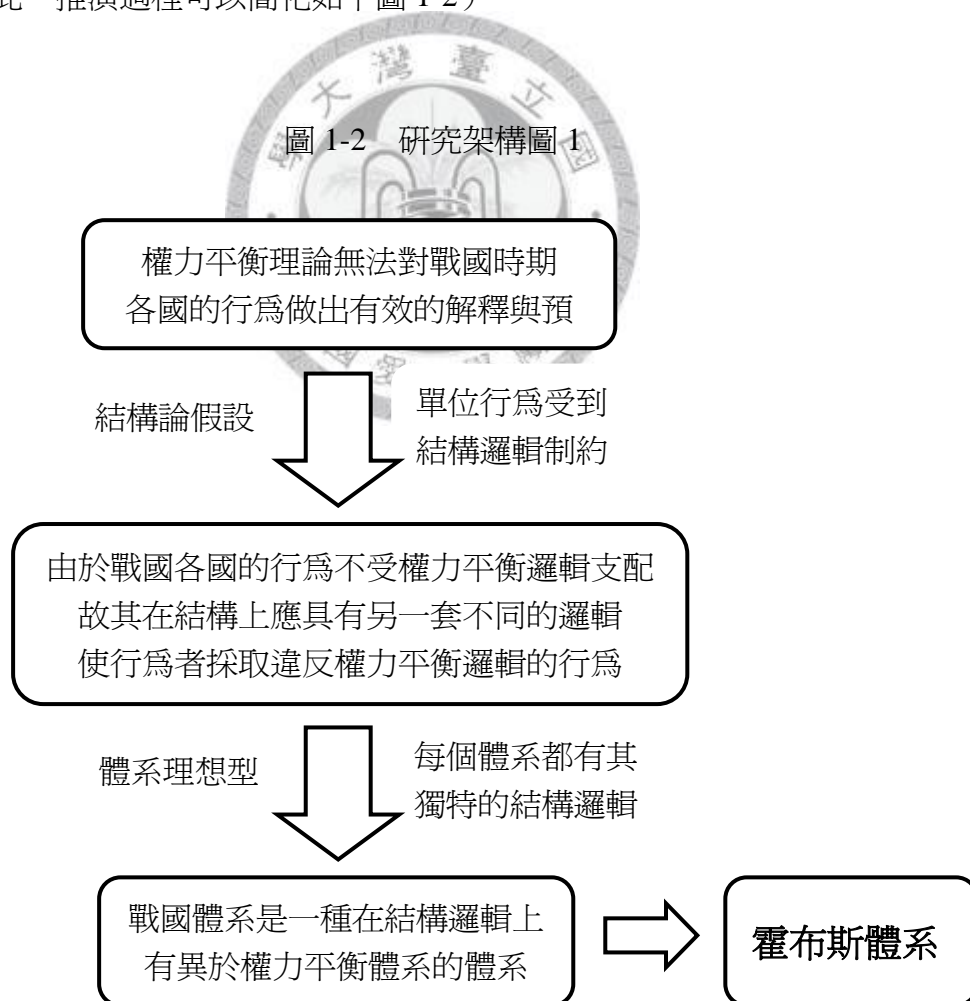 此一推演過程可以簡化如下圖 1-2）
圖 1-2 研究架構圖 1
權力平衡理論無法對戰國時期
各國的行為做出有效的解釋與預
結構論假設
單位行為受到
結構邏輯制約
由於戰國各國的行為不受權力平衡邏輯支配
故其在結構上應具有另一套不同的邏輯
使行為者採取違反權力平衡邏輯的行為
體系理想型
每個體系都有其
獨特的結構邏輯
戰國體系是一種在結構邏輯上
有異於權力平衡體系的體系
霍布斯體系